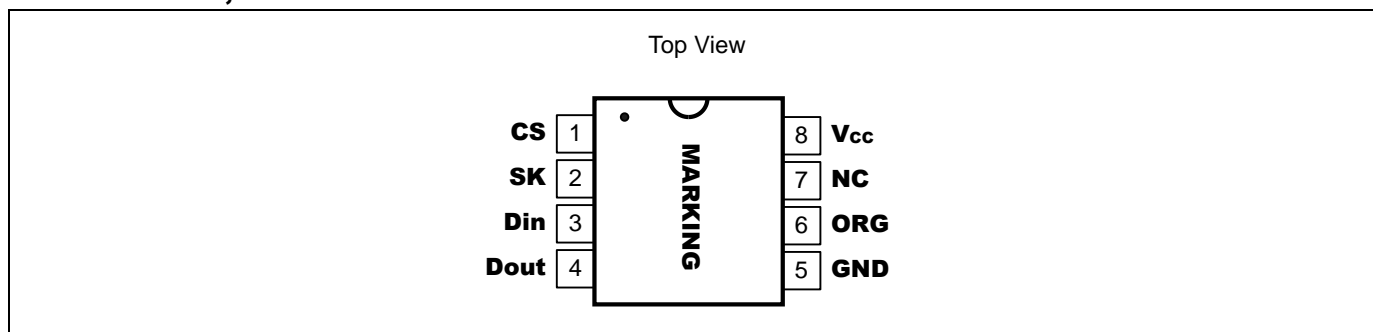 Top View
CS 1
SK 2
Din 3
Dout 4
MARKING
8 Vcc
7 NC
6 ORG
5 GND